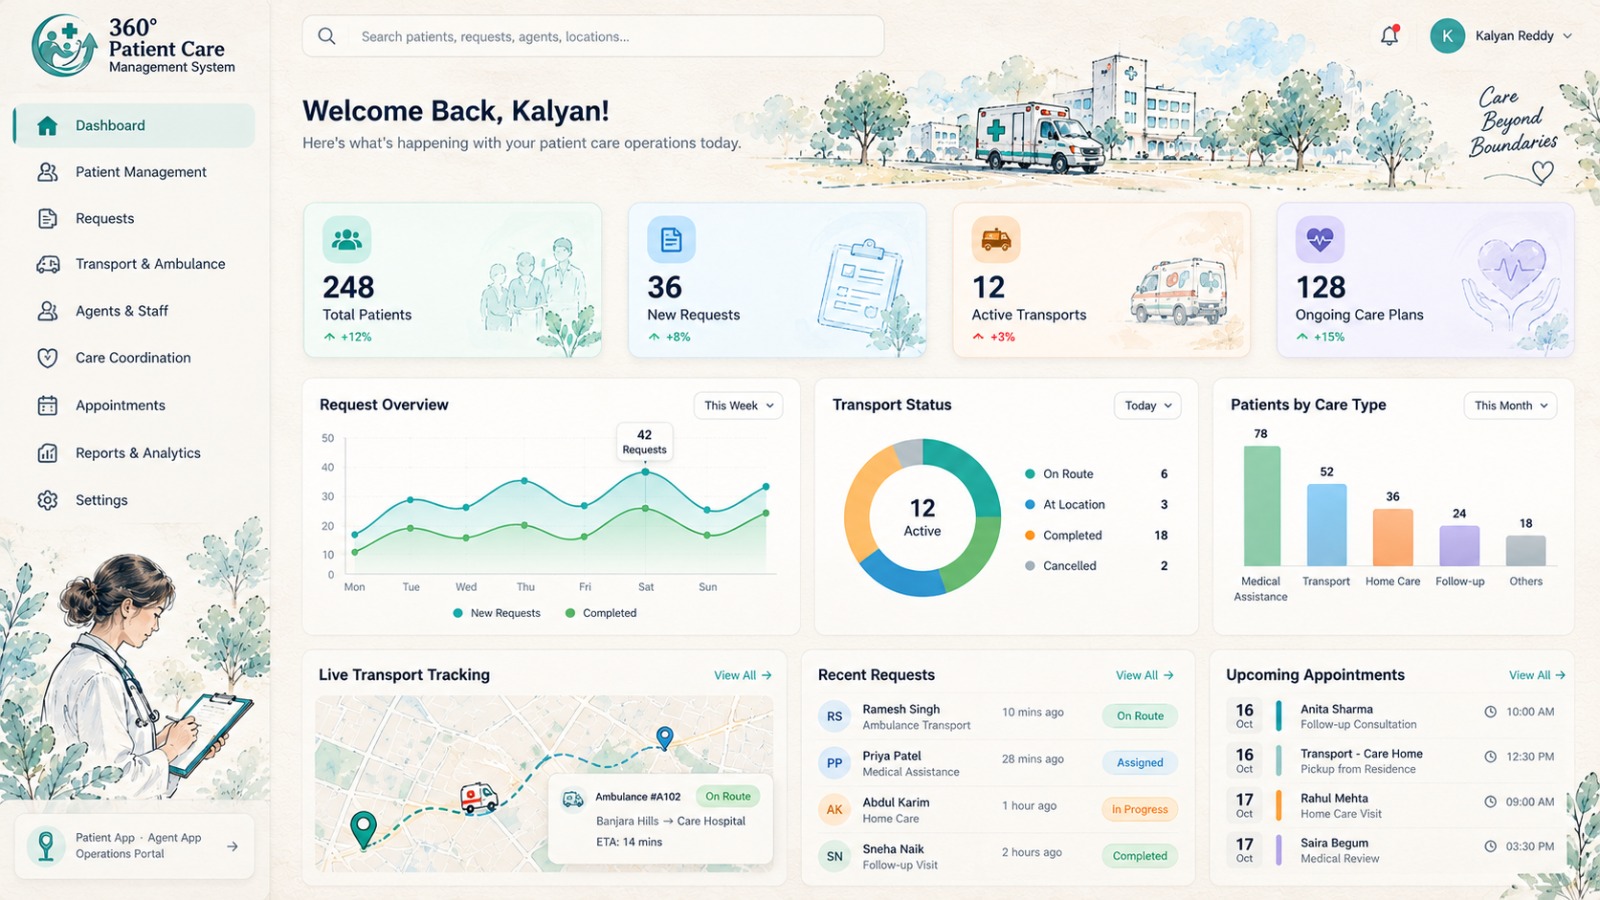 360°
Patient Care
Management System
Dashboard
Patient Management
Requests
Transport & Ambulance
Agents & Staff
Care Coordination
Appointments
Reports & Analytics
Settings
Patient App · Agent App
Operations Portal
Search patients, requests, agents, locations...
K
Kalyan Reddy
Welcome Back, Kalyan!
Here's what's happening with your patient care operations today.
Care
Beyond
Boundaries
248
Total Patients
+12%
36
New Requests
+8%
12
Active Transports
+3%
128
Ongoing Care Plans
+15%
Request Overview
This Week
42
Requests
50
40
30
20
10
0
Mon Tue Wed Thu Fri Sat Sun
New Requests Completed
Transport Status
Today
12
Active
On Route 6
At Location 3
Completed 18
Cancelled 2
Patients by Care Type
This Month
78
52
36
24
18
Medical Assistance
Transport
Home Care
Follow-up
Others
Live Transport Tracking
View All →
Ambulance #A102 On Route
Banjara Hills → Care Hospital
ETA: 14 mins
Recent Requests
View All →
RS Ramesh Singh 10 mins ago On Route
Ambulance Transport
PP Priya Patel 28 mins ago Assigned
Medical Assistance
AK Abdul Karim 1 hour ago In Progress
Home Care
SN Sneha Naik 2 hours ago Completed
Follow-up Visit
Upcoming Appointments
View All →
16 Oct Anita Sharma 10:00 AM
Follow-up Consultation
16 Oct Transport - Care Home 12:30 PM
Pickup from Residence
17 Oct Rahul Mehta 09:00 AM
Home Care Visit
17 Oct Saira Begum 03:30 PM
Medical Review